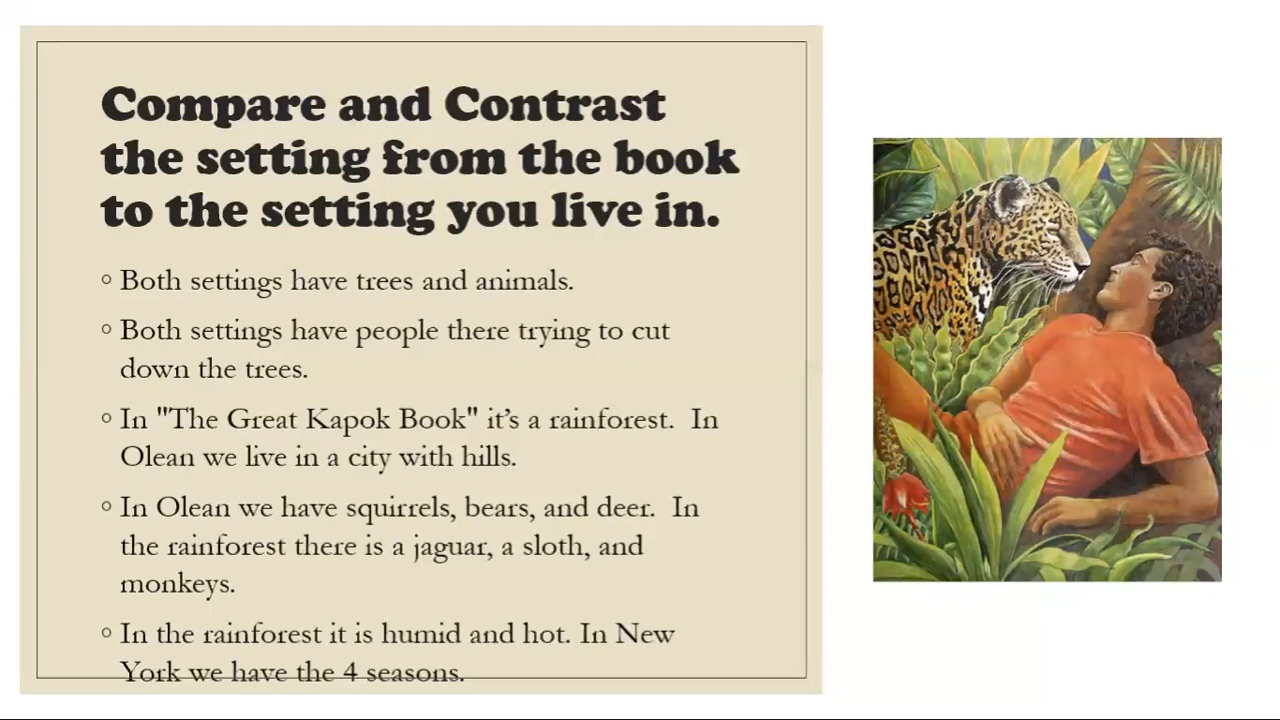 Compare and Contrast
the setting from the book
to the setting you live in.
◦ Both settings have trees and animals.
◦ Both settings have people there trying to cut
down the trees.
◦ In "The Great Kapok Book" it’s a rainforest.  In
Olean we live in a city with hills.
◦ In Olean we have squirrels, bears, and deer.  In
the rainforest there is a jaguar, a sloth, and
monkeys.
◦ In the rainforest it is humid and hot. In New
York we have the 4 seasons.